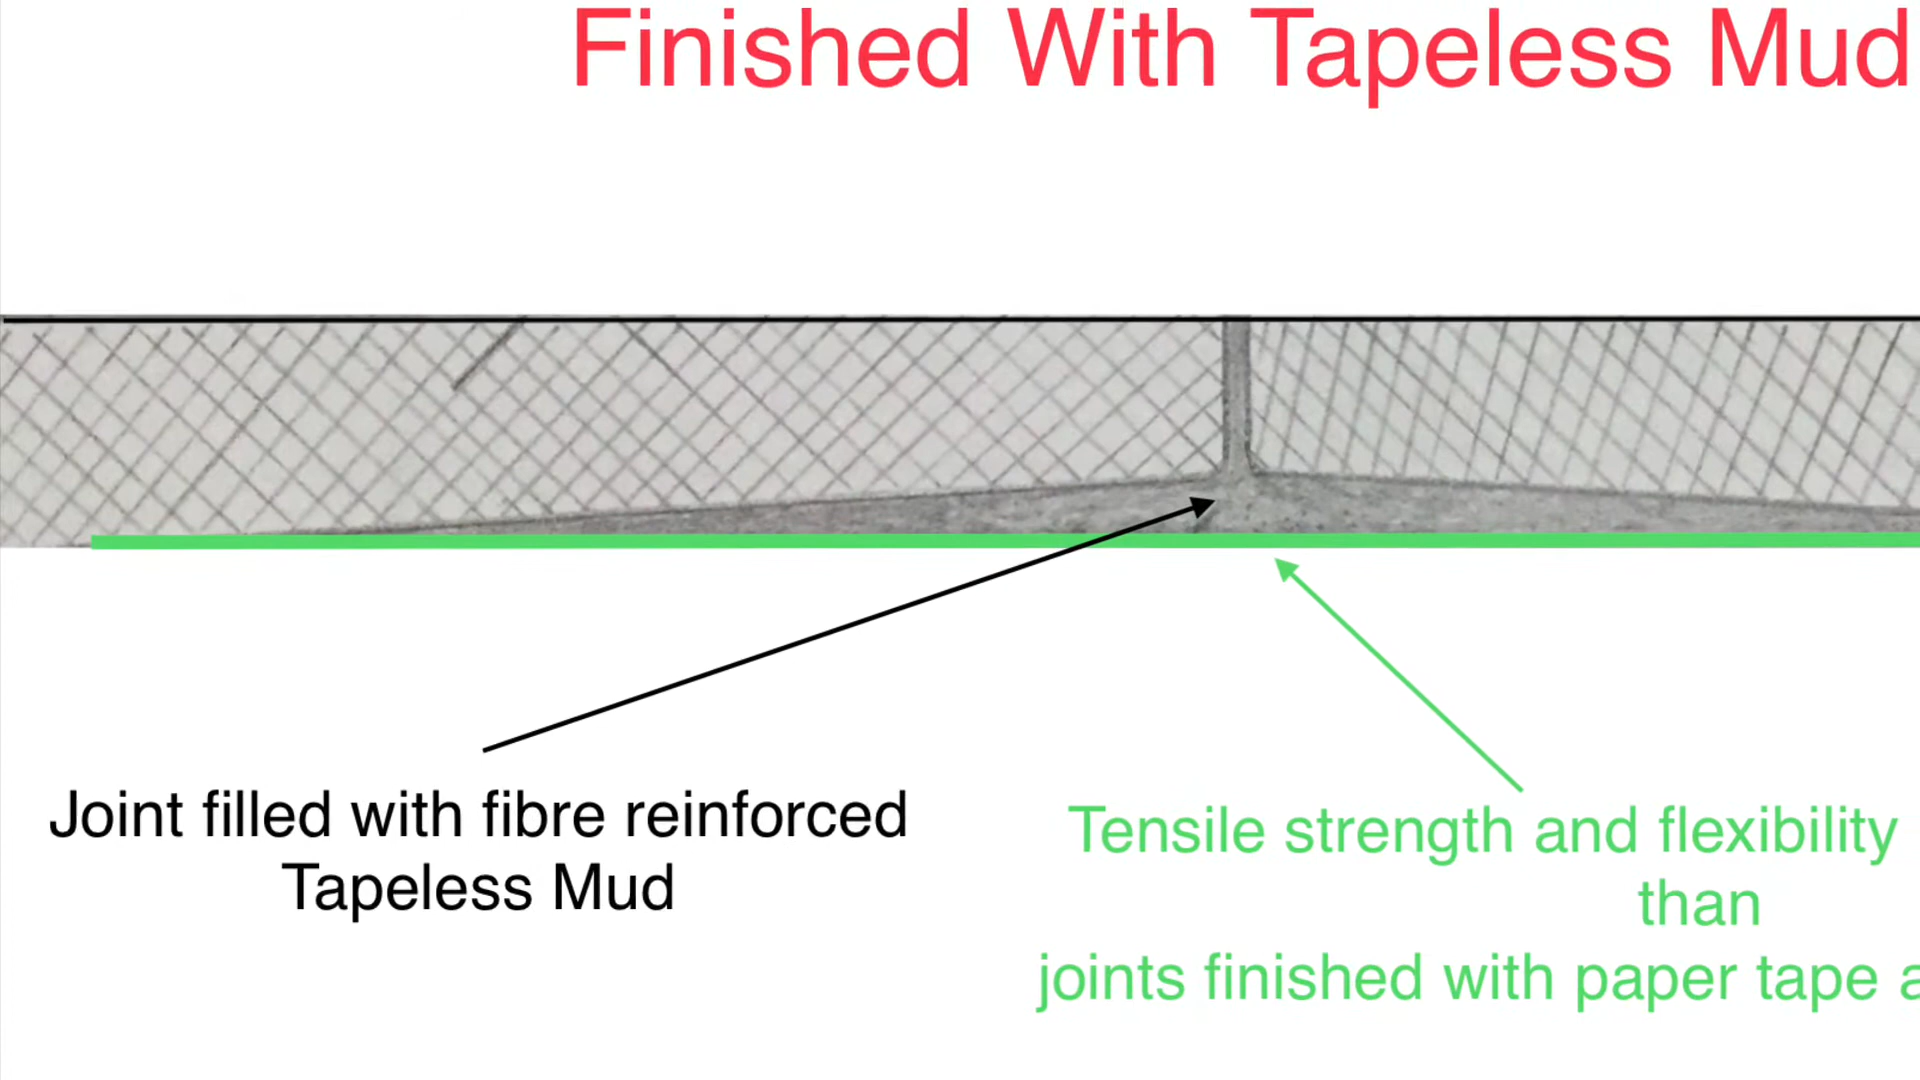 Finished With Tapeless Mud
Joint filled with fibre reinforced
Tapeless Mud
Tensile strength and flexibility
than
joints finished with paper tape a